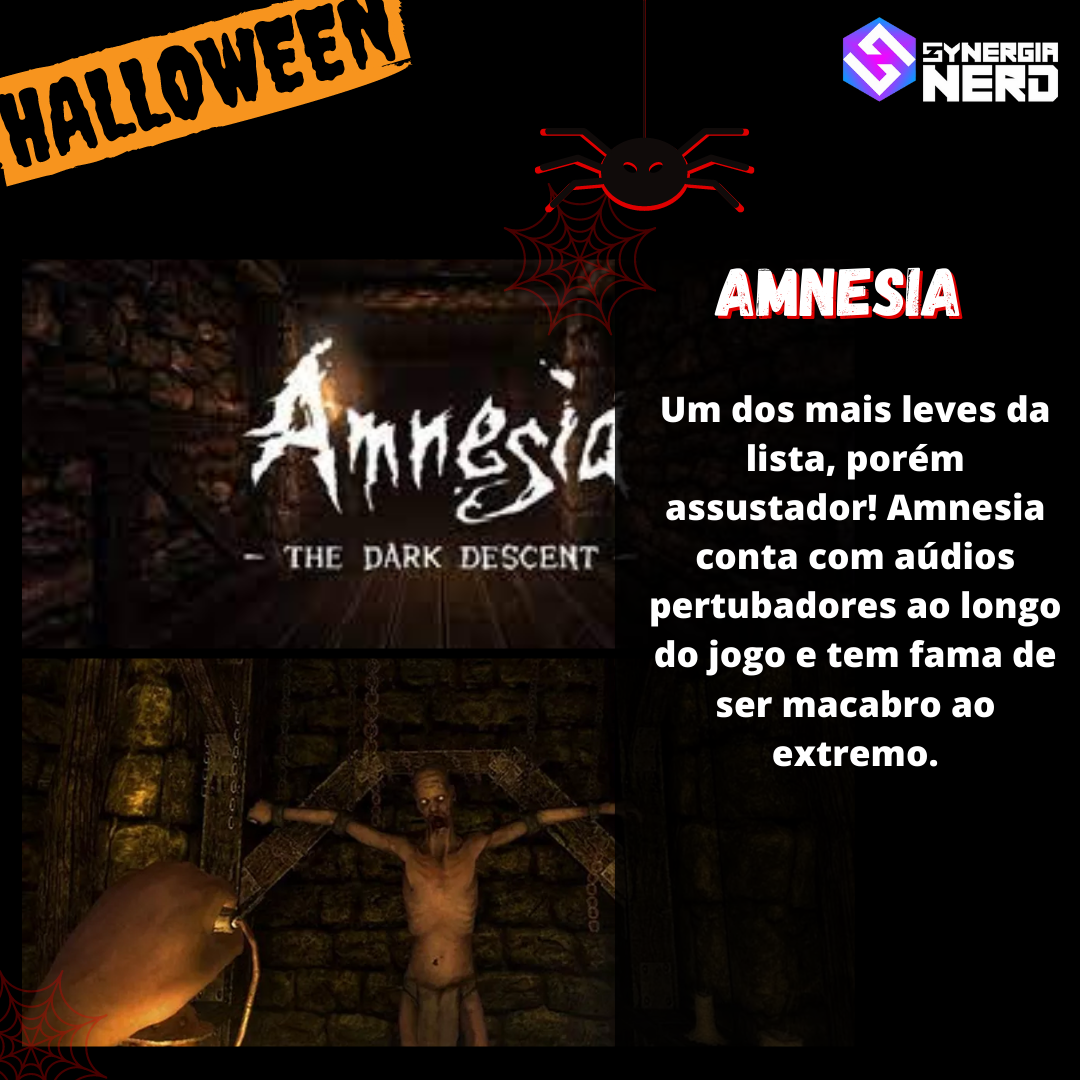 HALLOWEEN
SYNERGIA
NERD
AMNESIA
Amnesia
– THE DARK DESCENT –
Um dos mais leves da
lista, porém
assustador! Amnesia
conta com aúdios
pertubadores ao longo
do jogo e tem fama de
ser macabro ao
extremo.